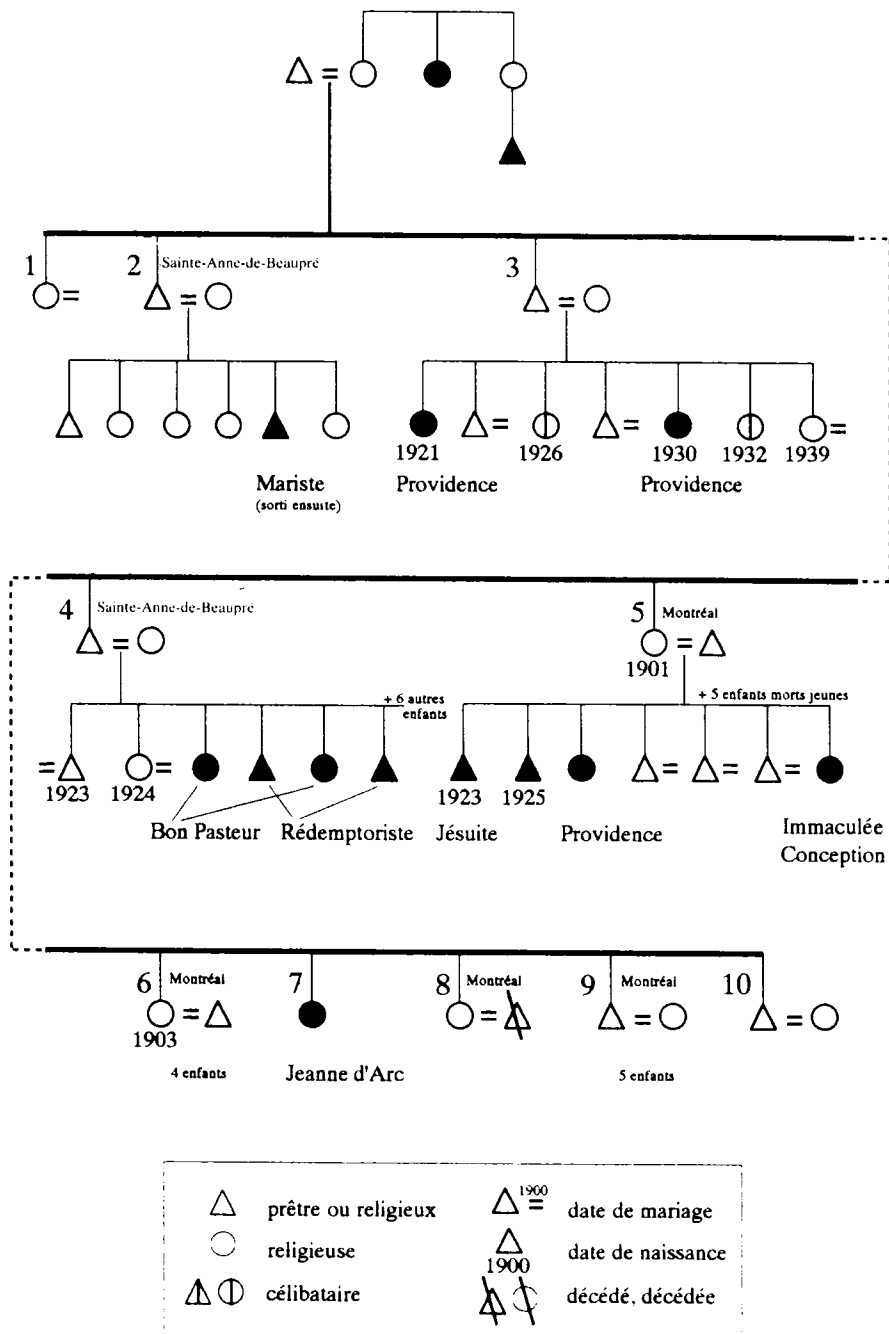 1
2 Sainte-Anne-de-Beaupré
3
=
=
=
=
=
=
=
1921
1926
1930
1932
1939
Mariste
(sorti ensuite)
Providence
Providence
4 Sainte-Anne-de-Beaupré
5 Montréal
=
=
1901
+ 6 autres
enfants
+ 5 enfants morts jeunes
=
=
=
=
=
1923
1924
1923
1925
Bon Pasteur
Rédemptoriste
Jésuite
Providence
Immaculée
Conception
6 Montréal
7
8 Montréal
9 Montréal
10
=
=
=
=
1903
4 enfants
Jeanne d'Arc
5 enfants
prêtre ou religieux
religieuse
célibataire
1900
=
date de mariage
date de naissance
1900
décédé, décédée